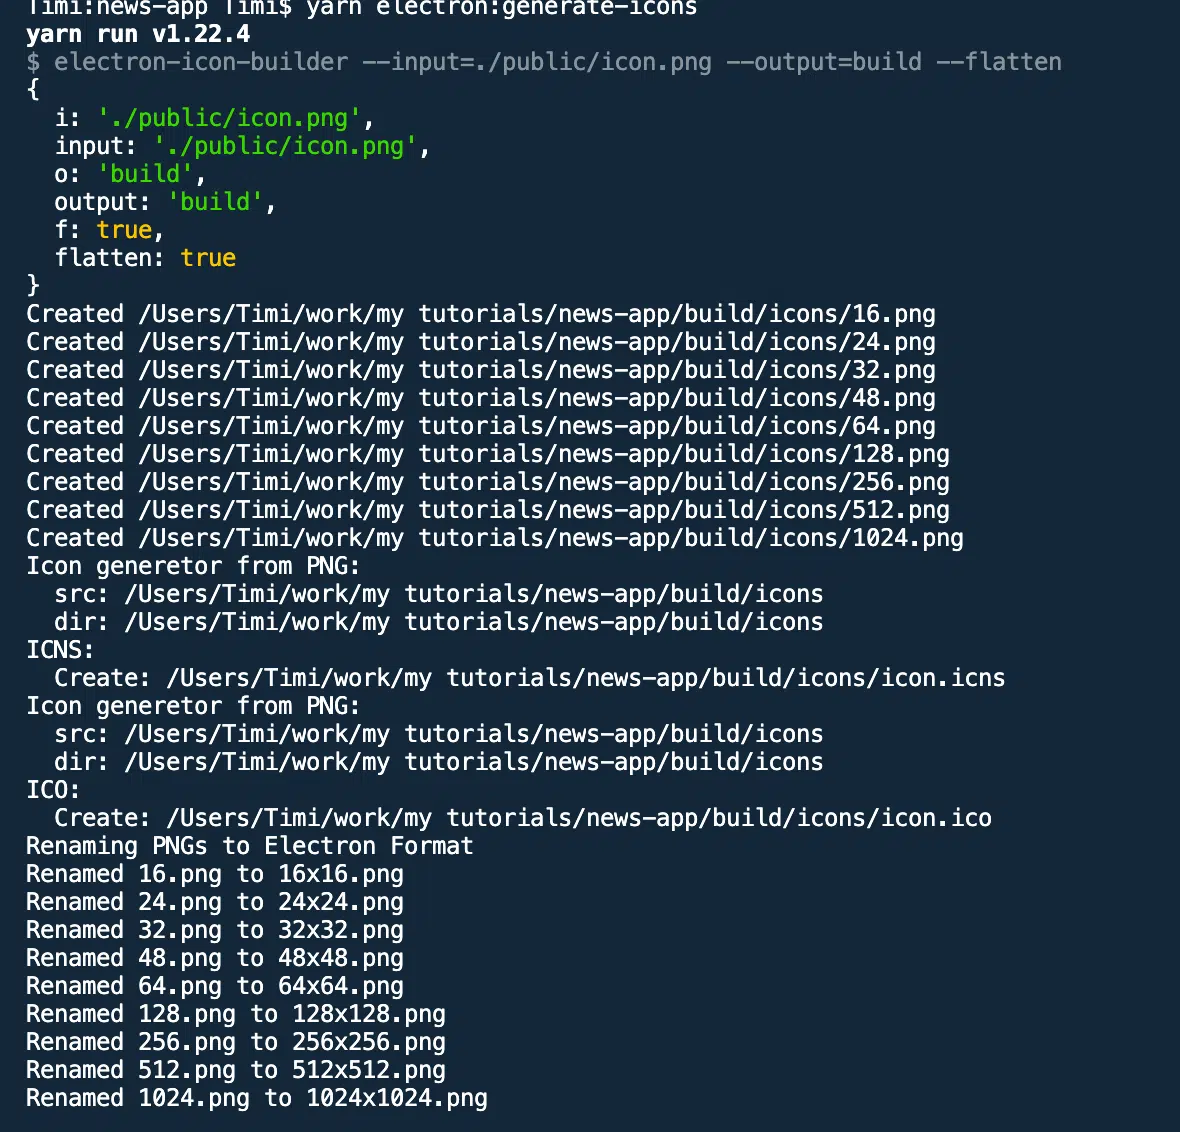 Timi:news-app Timi$ yarn electron:generate-icons
yarn run v1.22.4
$ electron-icon-builder --input=./public/icon.png --output=build --flatten
{
  i: './public/icon.png',
  input: './public/icon.png',
  o: 'build',
  output: 'build',
  f: true,
  flatten: true
}
Created /Users/Timi/work/my tutorials/news-app/build/icons/16.png
Created /Users/Timi/work/my tutorials/news-app/build/icons/24.png
Created /Users/Timi/work/my tutorials/news-app/build/icons/32.png
Created /Users/Timi/work/my tutorials/news-app/build/icons/48.png
Created /Users/Timi/work/my tutorials/news-app/build/icons/64.png
Created /Users/Timi/work/my tutorials/news-app/build/icons/128.png
Created /Users/Timi/work/my tutorials/news-app/build/icons/256.png
Created /Users/Timi/work/my tutorials/news-app/build/icons/512.png
Created /Users/Timi/work/my tutorials/news-app/build/icons/1024.png
Icon generetor from PNG:
  src: /Users/Timi/work/my tutorials/news-app/build/icons
  dir: /Users/Timi/work/my tutorials/news-app/build/icons
ICNS:
  Create: /Users/Timi/work/my tutorials/news-app/build/icons/icon.icns
Icon generetor from PNG:
  src: /Users/Timi/work/my tutorials/news-app/build/icons
  dir: /Users/Timi/work/my tutorials/news-app/build/icons
ICO:
  Create: /Users/Timi/work/my tutorials/news-app/build/icons/icon.ico
Renaming PNGs to Electron Format
Renamed 16.png to 16x16.png
Renamed 24.png to 24x24.png
Renamed 32.png to 32x32.png
Renamed 48.png to 48x48.png
Renamed 64.png to 64x64.png
Renamed 128.png to 128x128.png
Renamed 256.png to 256x256.png
Renamed 512.png to 512x512.png
Renamed 1024.png to 1024x1024.png